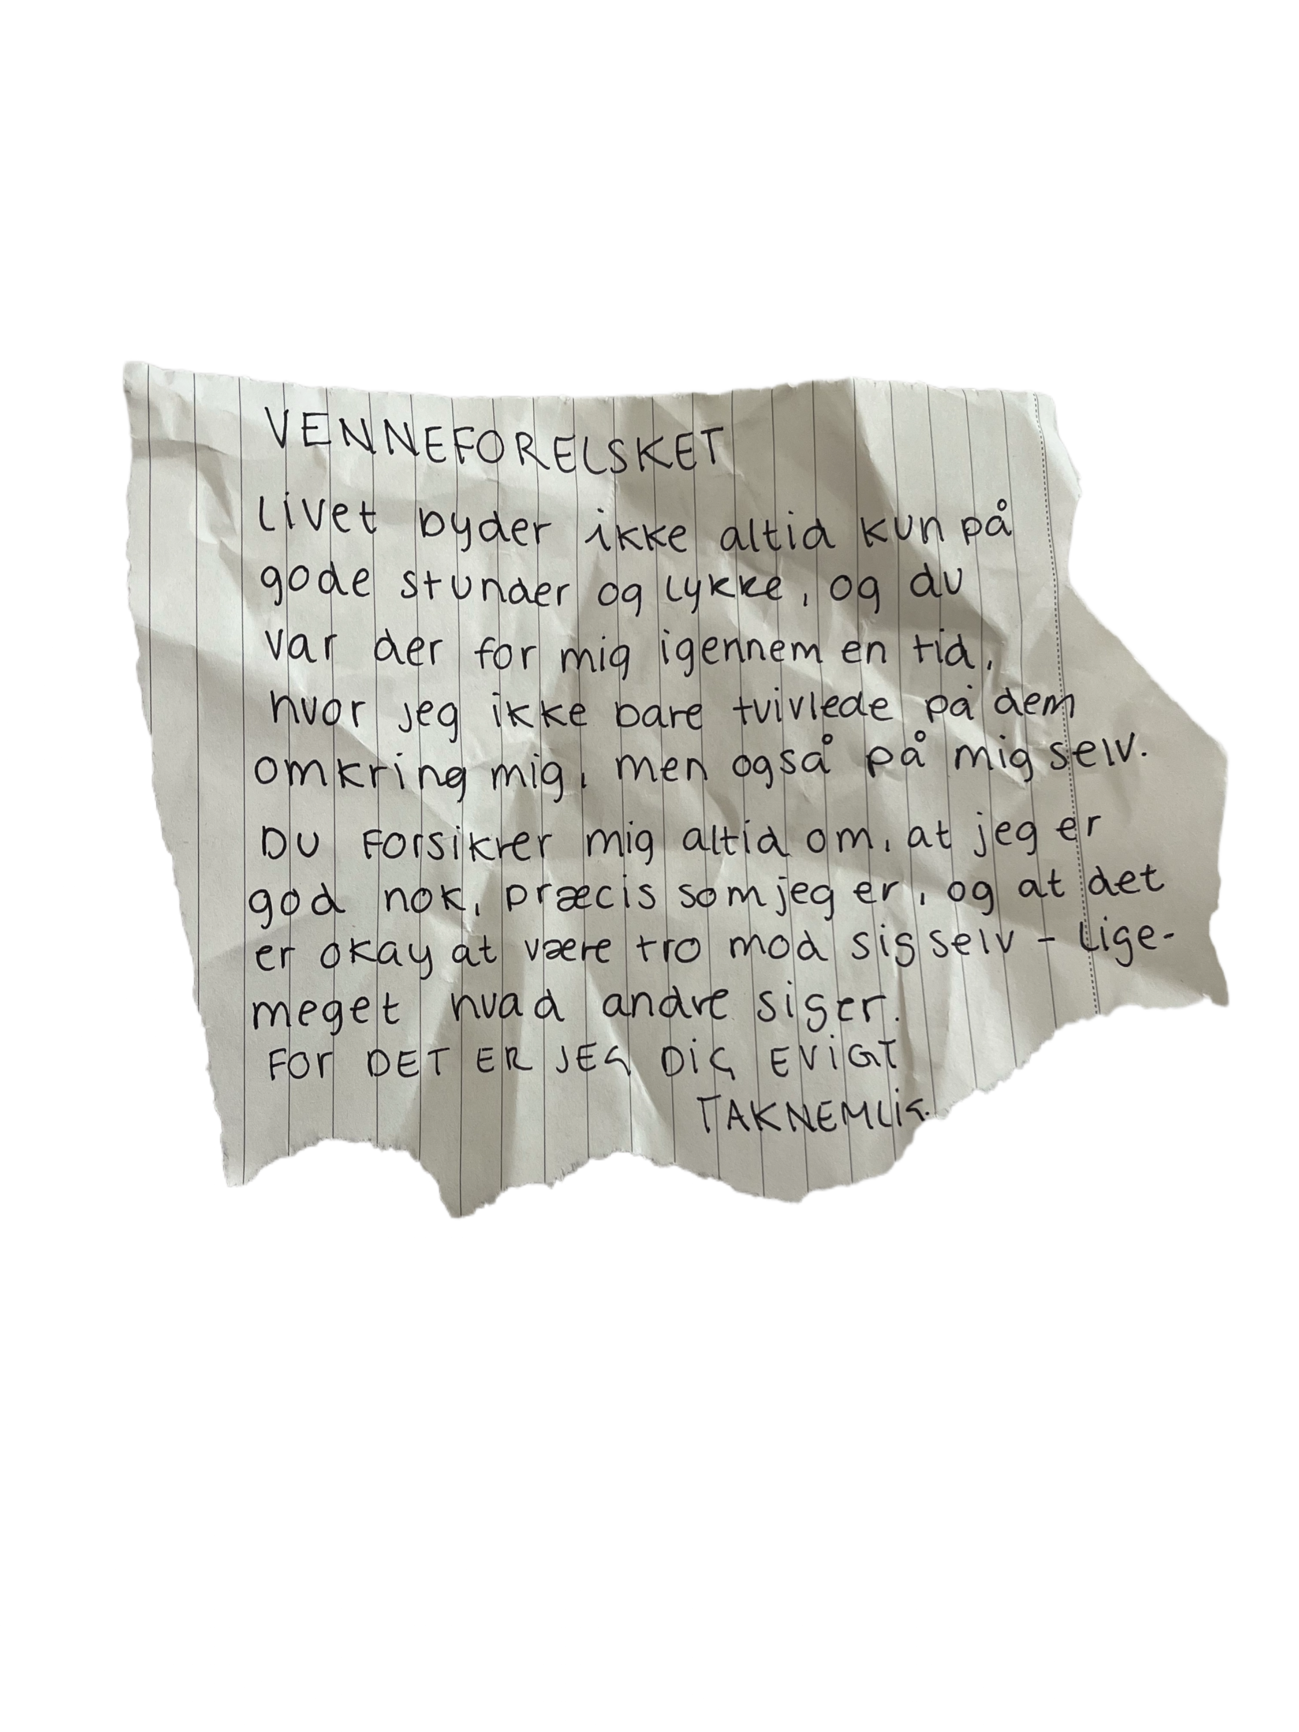 VENNEFORELSKET
Livet byder ikke altid kun på
gode stunder og lykke, og du
var der for mig igennem en tid,
hvor jeg ikke bare tvivlede på dem
omkring mig, men også på mig selv.
DU forsikrer mig altid om, at jeg er
god nok, præcis som jeg er, og at det
er okay at være tro mod sig selv - Lige-
meget hvad andre siger.
For DET ER JEG DIG EVIGT
TAKNEMLIG.